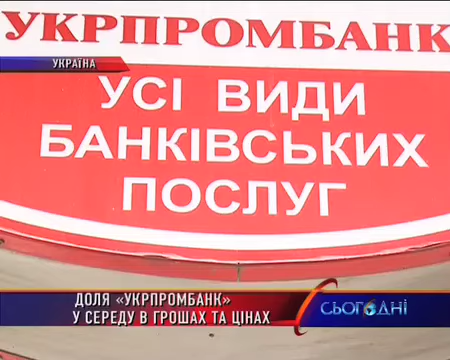 УКРПРОМБАНК
УКРАЇНА
УСІ ВИДИ
БАНКІВСЬКИХ
ПОСЛУГ
ДОЛЯ «УКРПРОМБАНК»
У СЕРЕДУ В ГРОШАХ ТА ЦІНАХ
СЬОГОДНІ